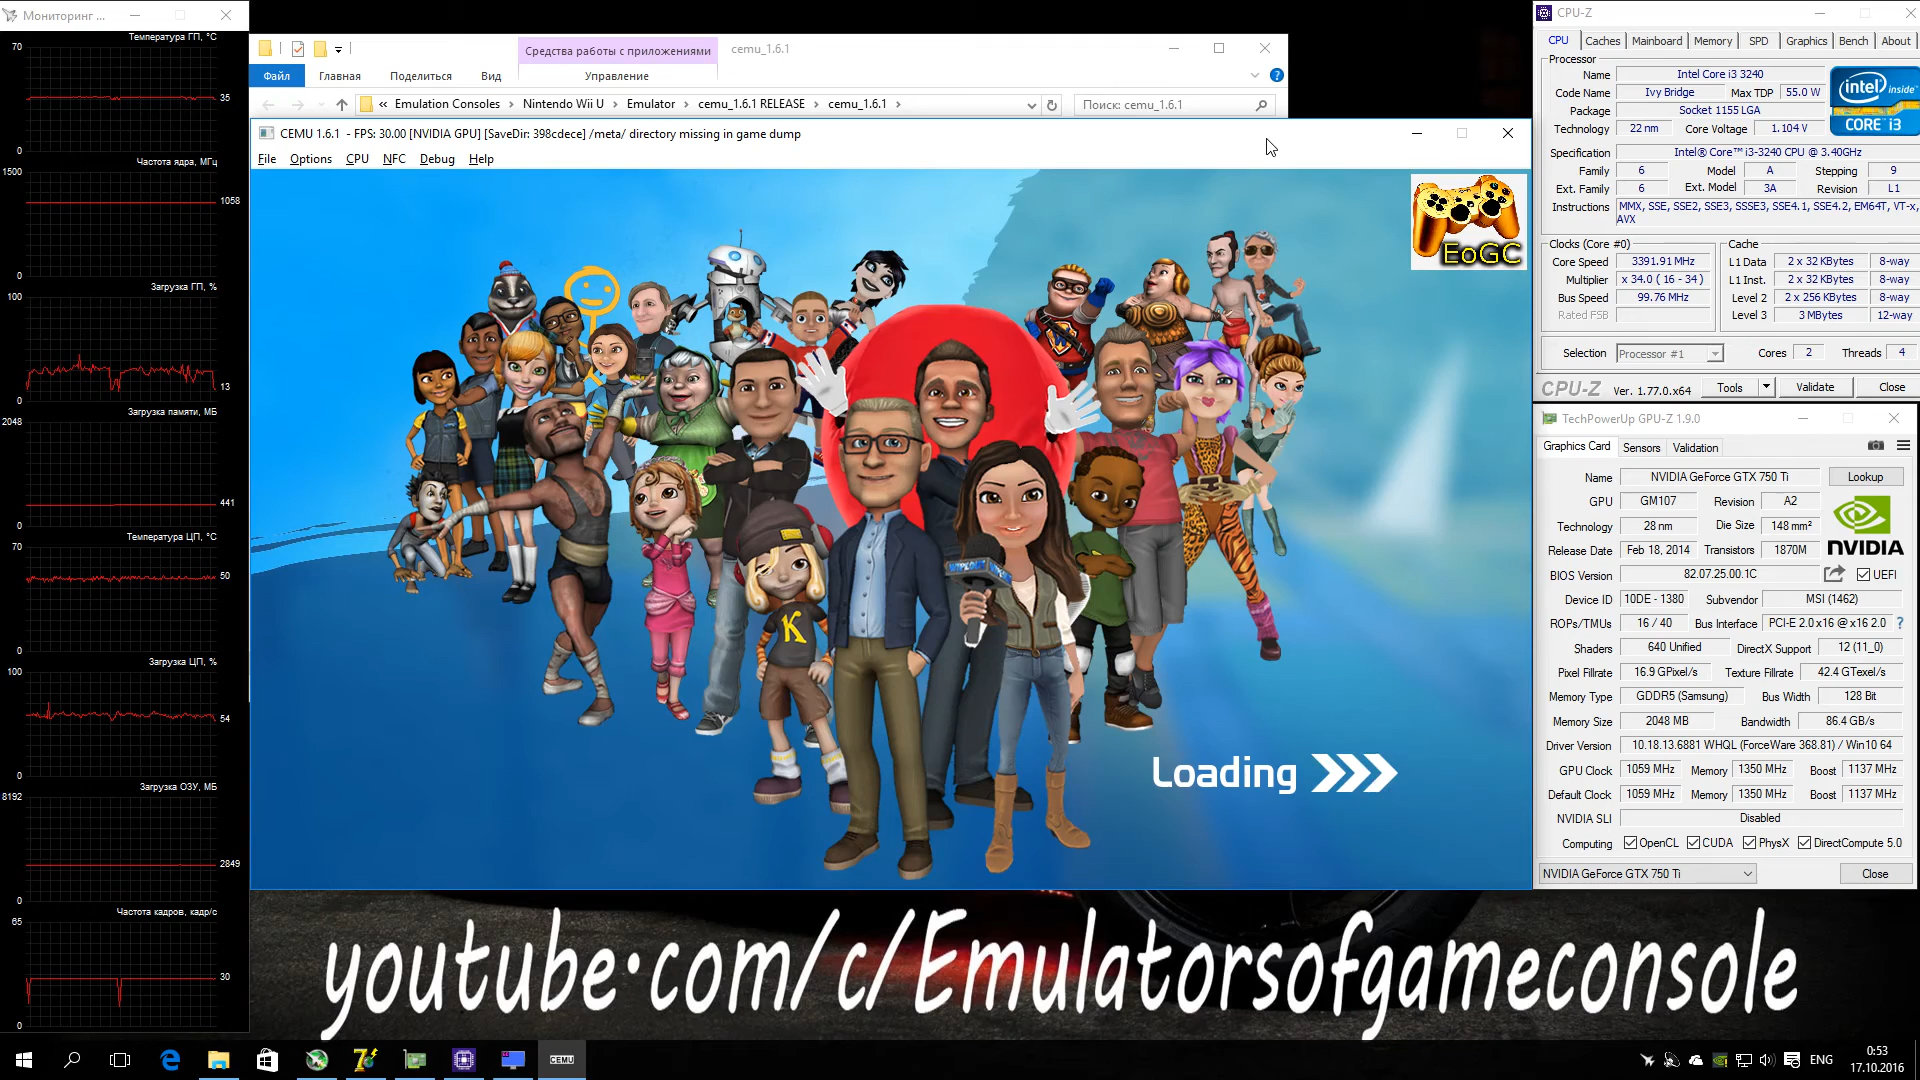 Мониторинг ...
Температура ГП, °C
70
35
0
Частота ядра, МГц
1500
1058
0
Загрузка ГП, %
100
13
0
Загрузка памяти, МБ
2048
441
0
Температура ЦП, °C
70
50
0
Загрузка ЦП, %
100
54
0
Загрузка ОЗУ, МБ
8192
2849
0
Частота кадров, кадр/с
65
30
0
Средства работы с приложениями
cemu_1.6.1
Файл Главная Поделиться Вид Управление
« Emulation Consoles › Nintendo Wii U › Emulator › cemu_1.6.1 RELEASE › cemu_1.6.1 ›
Поиск: cemu_1.6.1
CEMU 1.6.1 - FPS: 30.00 [NVIDIA GPU] [SaveDir: 398cdece] /meta/ directory missing in game dump
File Options CPU NFC Debug Help
EoGC
K
Loading
CPU-Z
CPU Caches Mainboard Memory SPD Graphics Bench About
Processor
Name Intel Core i3 3240
Code Name Ivy Bridge Max TDP 55.0 W
Package Socket 1155 LGA
Technology 22 nm Core Voltage 1.104 V
intel inside™
CORE™ i3
Specification Intel® Core™ i3-3240 CPU @ 3.40GHz
Family 6 Model A Stepping 9
Ext. Family 6 Ext. Model 3A Revision L1
Instructions MMX, SSE, SSE2, SSE3, SSSE3, SSE4.1, SSE4.2, EM64T, VT-x,
AVX
Clocks (Core #0) Cache
Core Speed 3391.91 MHz L1 Data 2 x 32 KBytes 8-way
Multiplier x 34.0 ( 16 - 34 ) L1 Inst. 2 x 32 KBytes 8-way
Bus Speed 99.76 MHz Level 2 2 x 256 KBytes 8-way
Rated FSB Level 3 3 MBytes 12-way
Selection Processor #1 Cores 2 Threads 4
CPU-Z Ver. 1.77.0.x64 Tools Validate Close
TechPowerUp GPU-Z 1.9.0
Graphics Card Sensors Validation
Name NVIDIA GeForce GTX 750 Ti Lookup
GPU GM107 Revision A2
Technology 28 nm Die Size 148 mm²
Release Date Feb 18, 2014 Transistors 1870M
NVIDIA
BIOS Version 82.07.25.00.1C UEFI
Device ID 10DE - 1380 Subvendor MSI (1462)
ROPs/TMUs 16 / 40 Bus Interface PCI-E 2.0 x16 @ x16 2.0 ?
Shaders 640 Unified DirectX Support 12 (11_0)
Pixel Fillrate 16.9 GPixel/s Texture Fillrate 42.4 GTexel/s
Memory Type GDDR5 (Samsung) Bus Width 128 Bit
Memory Size 2048 MB Bandwidth 86.4 GB/s
Driver Version 10.18.13.6881 WHQL (ForceWare 368.81) / Win10 64
GPU Clock 1059 MHz Memory 1350 MHz Boost 1137 MHz
Default Clock 1059 MHz Memory 1350 MHz Boost 1137 MHz
NVIDIA SLI Disabled
Computing OpenCL CUDA PhysX DirectCompute 5.0
NVIDIA GeForce GTX 750 Ti Close
youtube.com/c/Emulatorsofgameconsole
CEMU
ENG
0:53
17.10.2016